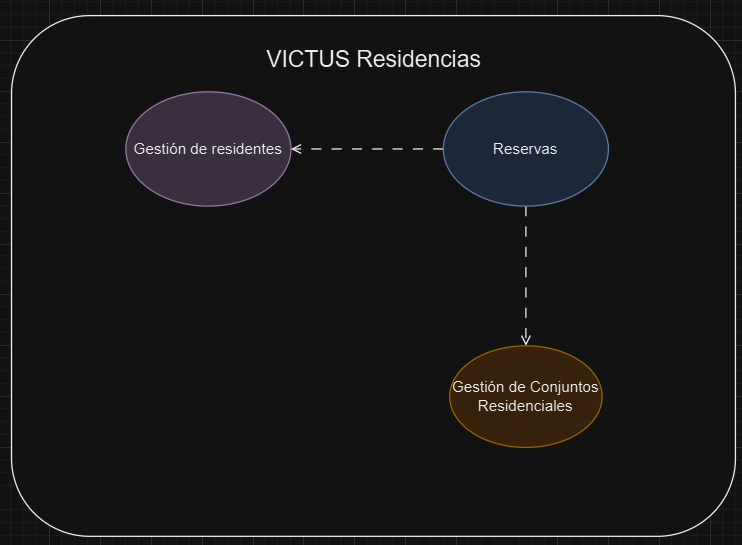 VICTUS Residencias
Gestión de residentes
Reservas
Gestión de Conjuntos
Residenciales